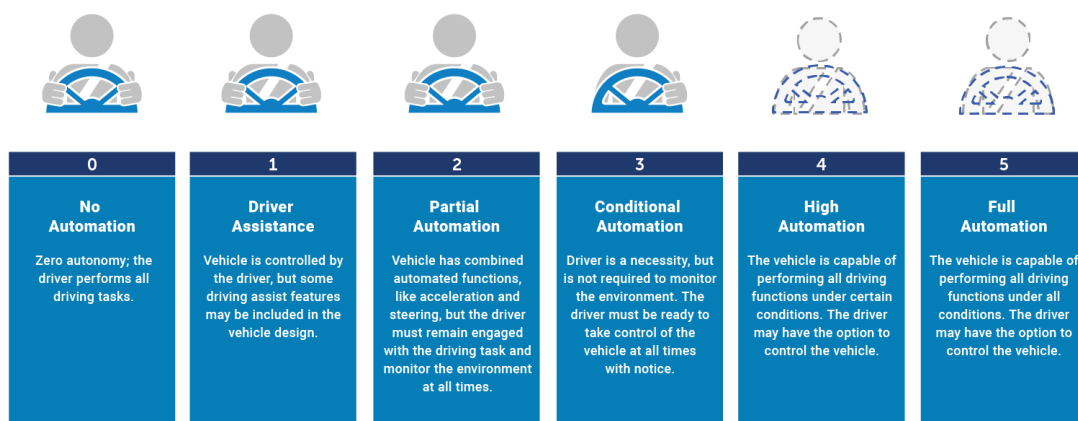 0
No
Automation
Zero autonomy; the
driver performs all
driving tasks.
1
Driver
Assistance
Vehicle is controlled by
the driver, but some
driving assist features
may be included in the
vehicle design.
2
Partial
Automation
Vehicle has combined
automated functions,
like acceleration and
steering, but the driver
must remain engaged
with the driving task and
monitor the environment
at all times.
3
Conditional
Automation
Driver is a necessity, but
is not required to monitor
the environment. The
driver must be ready to
take control of the
vehicle at all times
with notice.
4
High
Automation
The vehicle is capable of
performing all driving
functions under certain
conditions. The driver
may have the option to
control the vehicle.
5
Full
Automation
The vehicle is capable of
performing all driving
functions under all
conditions. The driver
may have the option to
control the vehicle.